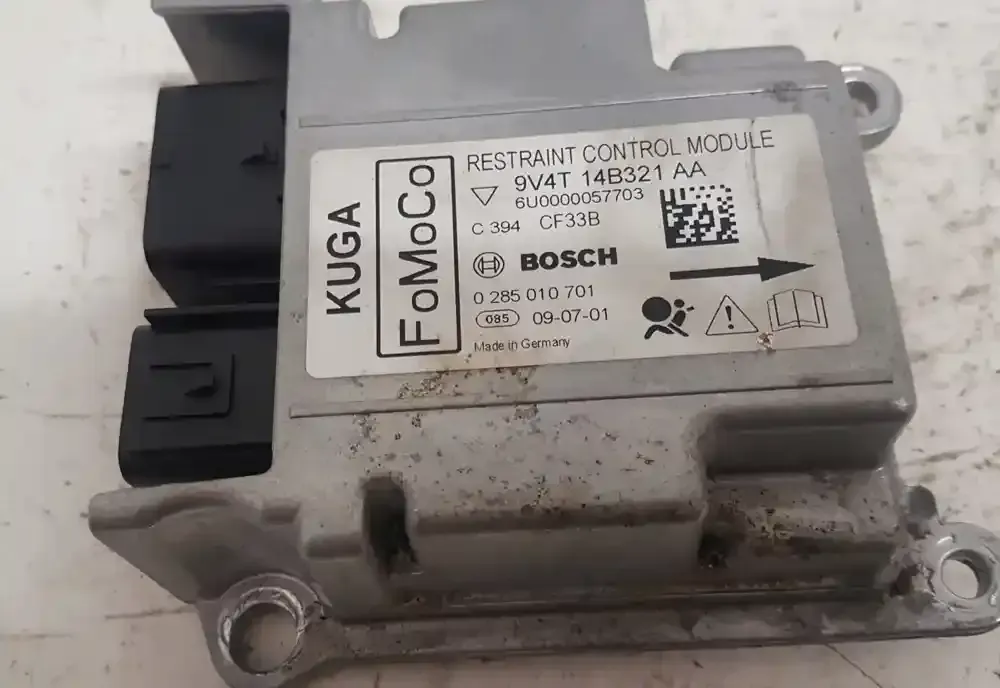 KUGA
FoMoCo
RESTRAINT CONTROL MODULE
9V4T 14B321 AA
6U0000057703
C 394 CF33B
BOSCH
0 285 010 701
085 09-07-01
Made in Germany